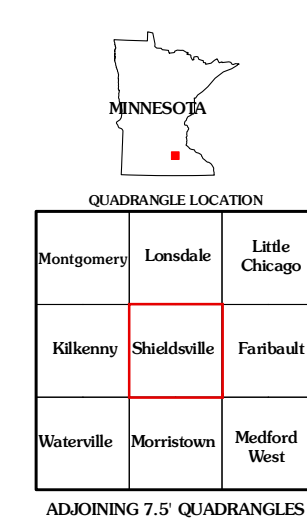 MINNESOTA
QUADRANGLE LOCATION
Montgomery
Lonsdale
Little
Chicago
Kilkenny
Shieldsville
Faribault
Waterville
Morristown
Medford
West
ADJOINING 7.5' QUADRANGLES